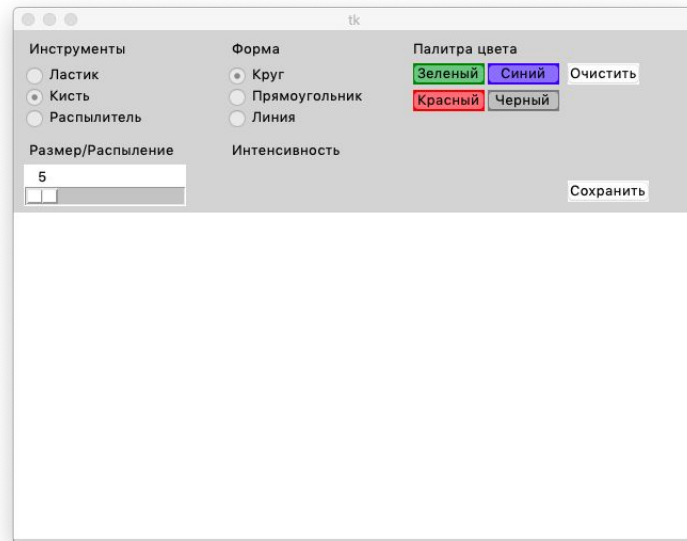 tk
Инструменты
Ластик
Кисть
Распылитель
Форма
Круг
Прямоугольник
Линия
Палитра цвета
Зеленый
Синий
Очистить
Красный
Черный
Размер/Распыление
5
Интенсивность
Сохранить